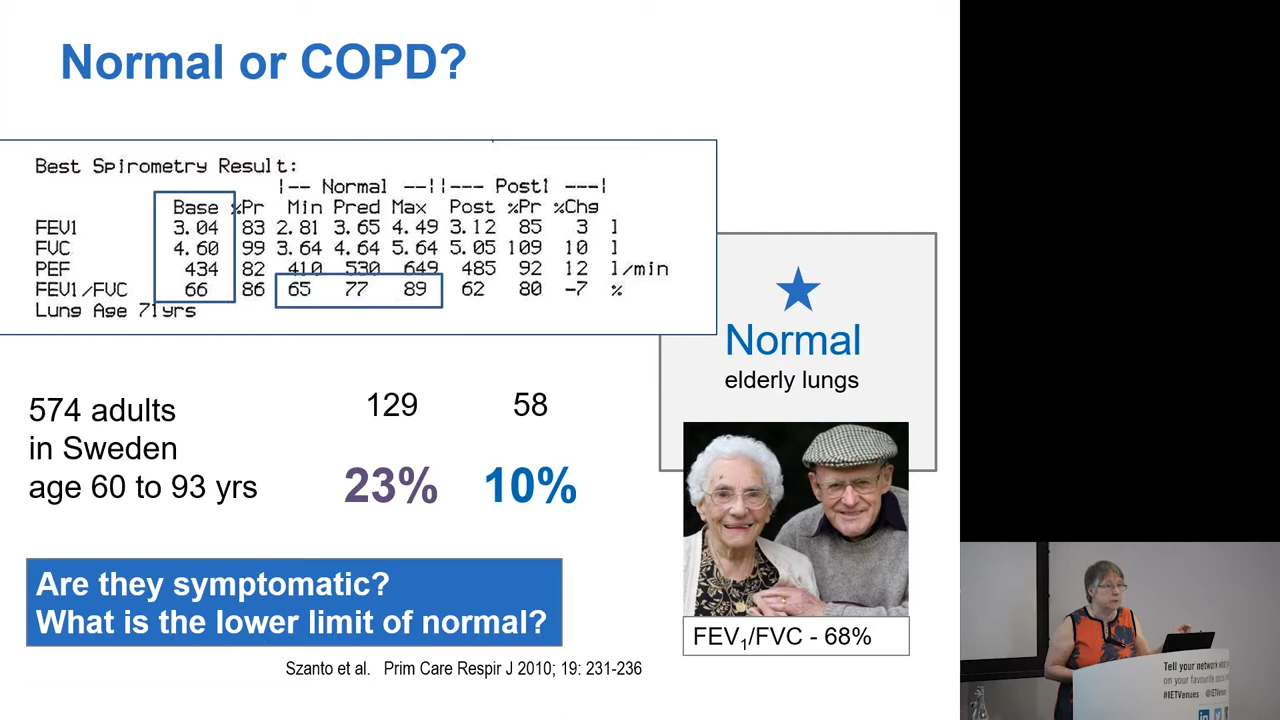 Normal or COPD?
Best Spirometry Result:
|-- Normal --||--- Post1 ---|
Base %Pr Min Pred Max Post %Pr %Chg
FEV1 3.04 83 2.81 3.65 4.49 3.12 85 3 l
FVC 4.60 99 3.64 4.64 5.64 5.05 109 10 l
PEF 434 82 410 530 649 485 92 12 l/min
FEV1/FVC 66 86 65 77 89 62 80 -7 %
Lung Age 71yrs
Normal
elderly lungs
574 adults
in Sweden
age 60 to 93 yrs
129 58
23% 10%
FEV1/FVC - 68%
Are they symptomatic?
What is the lower limit of normal?
Szanto et al. Prim Care Respir J 2010; 19: 231-236
Tell your network
on your favourite
#IETVenues @IETVenues